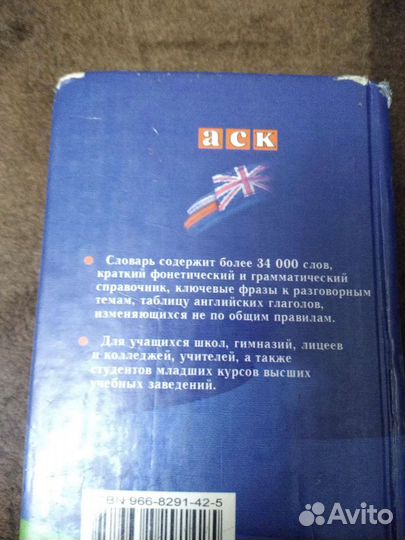 аск
Словарь содержит более 34 000 слов,
краткий фонетический и грамматический
справочник, ключевые фразы к разговорным
темам, таблицу английских глаголов,
изменяющихся не по общим правилам.
Для учащихся школ, гимназий, лицеев
и колледжей, учителей, а также
студентов младших курсов высших
учебных заведений.
BN 966-8291-42-5
Avito